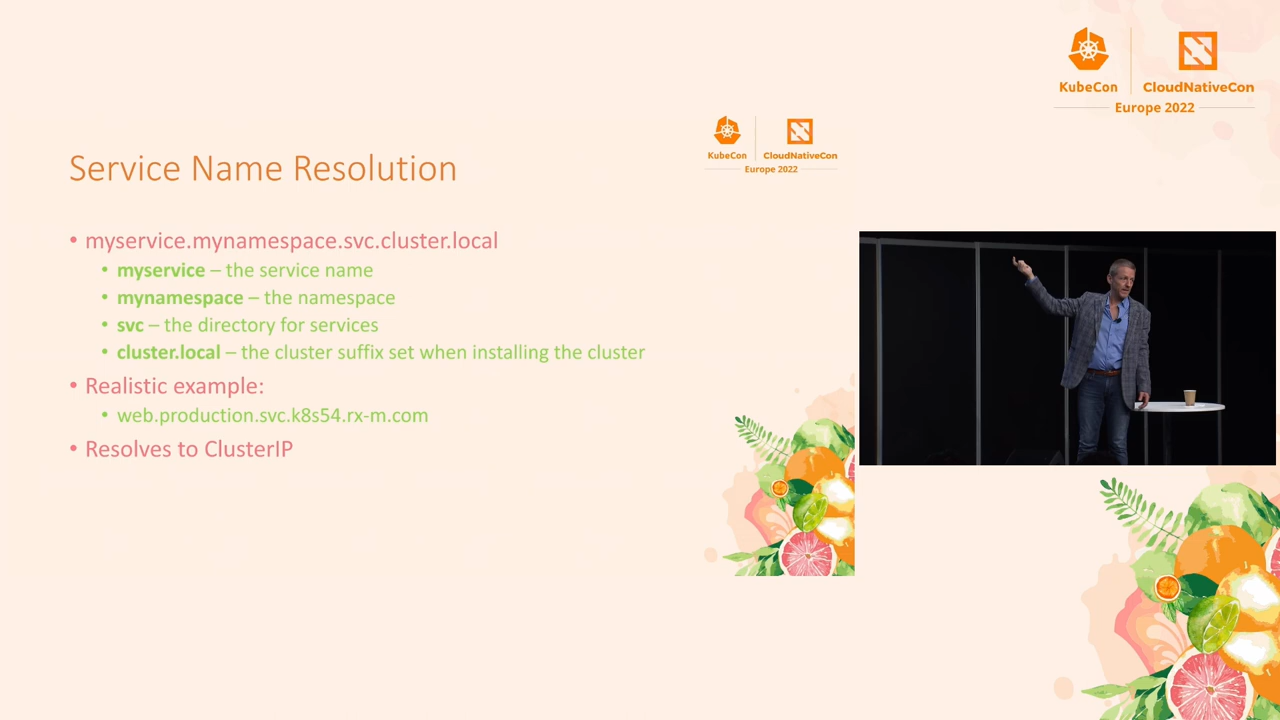 KubeCon
CloudNativeCon
Europe 2022
KubeCon
CloudNativeCon
Europe 2022
Service Name Resolution
• myservice.mynamespace.svc.cluster.local
• myservice – the service name
• mynamespace – the namespace
• svc – the directory for services
• cluster.local – the cluster suffix set when installing the cluster
• Realistic example:
• web.production.svc.k8s54.rx-m.com
• Resolves to ClusterIP